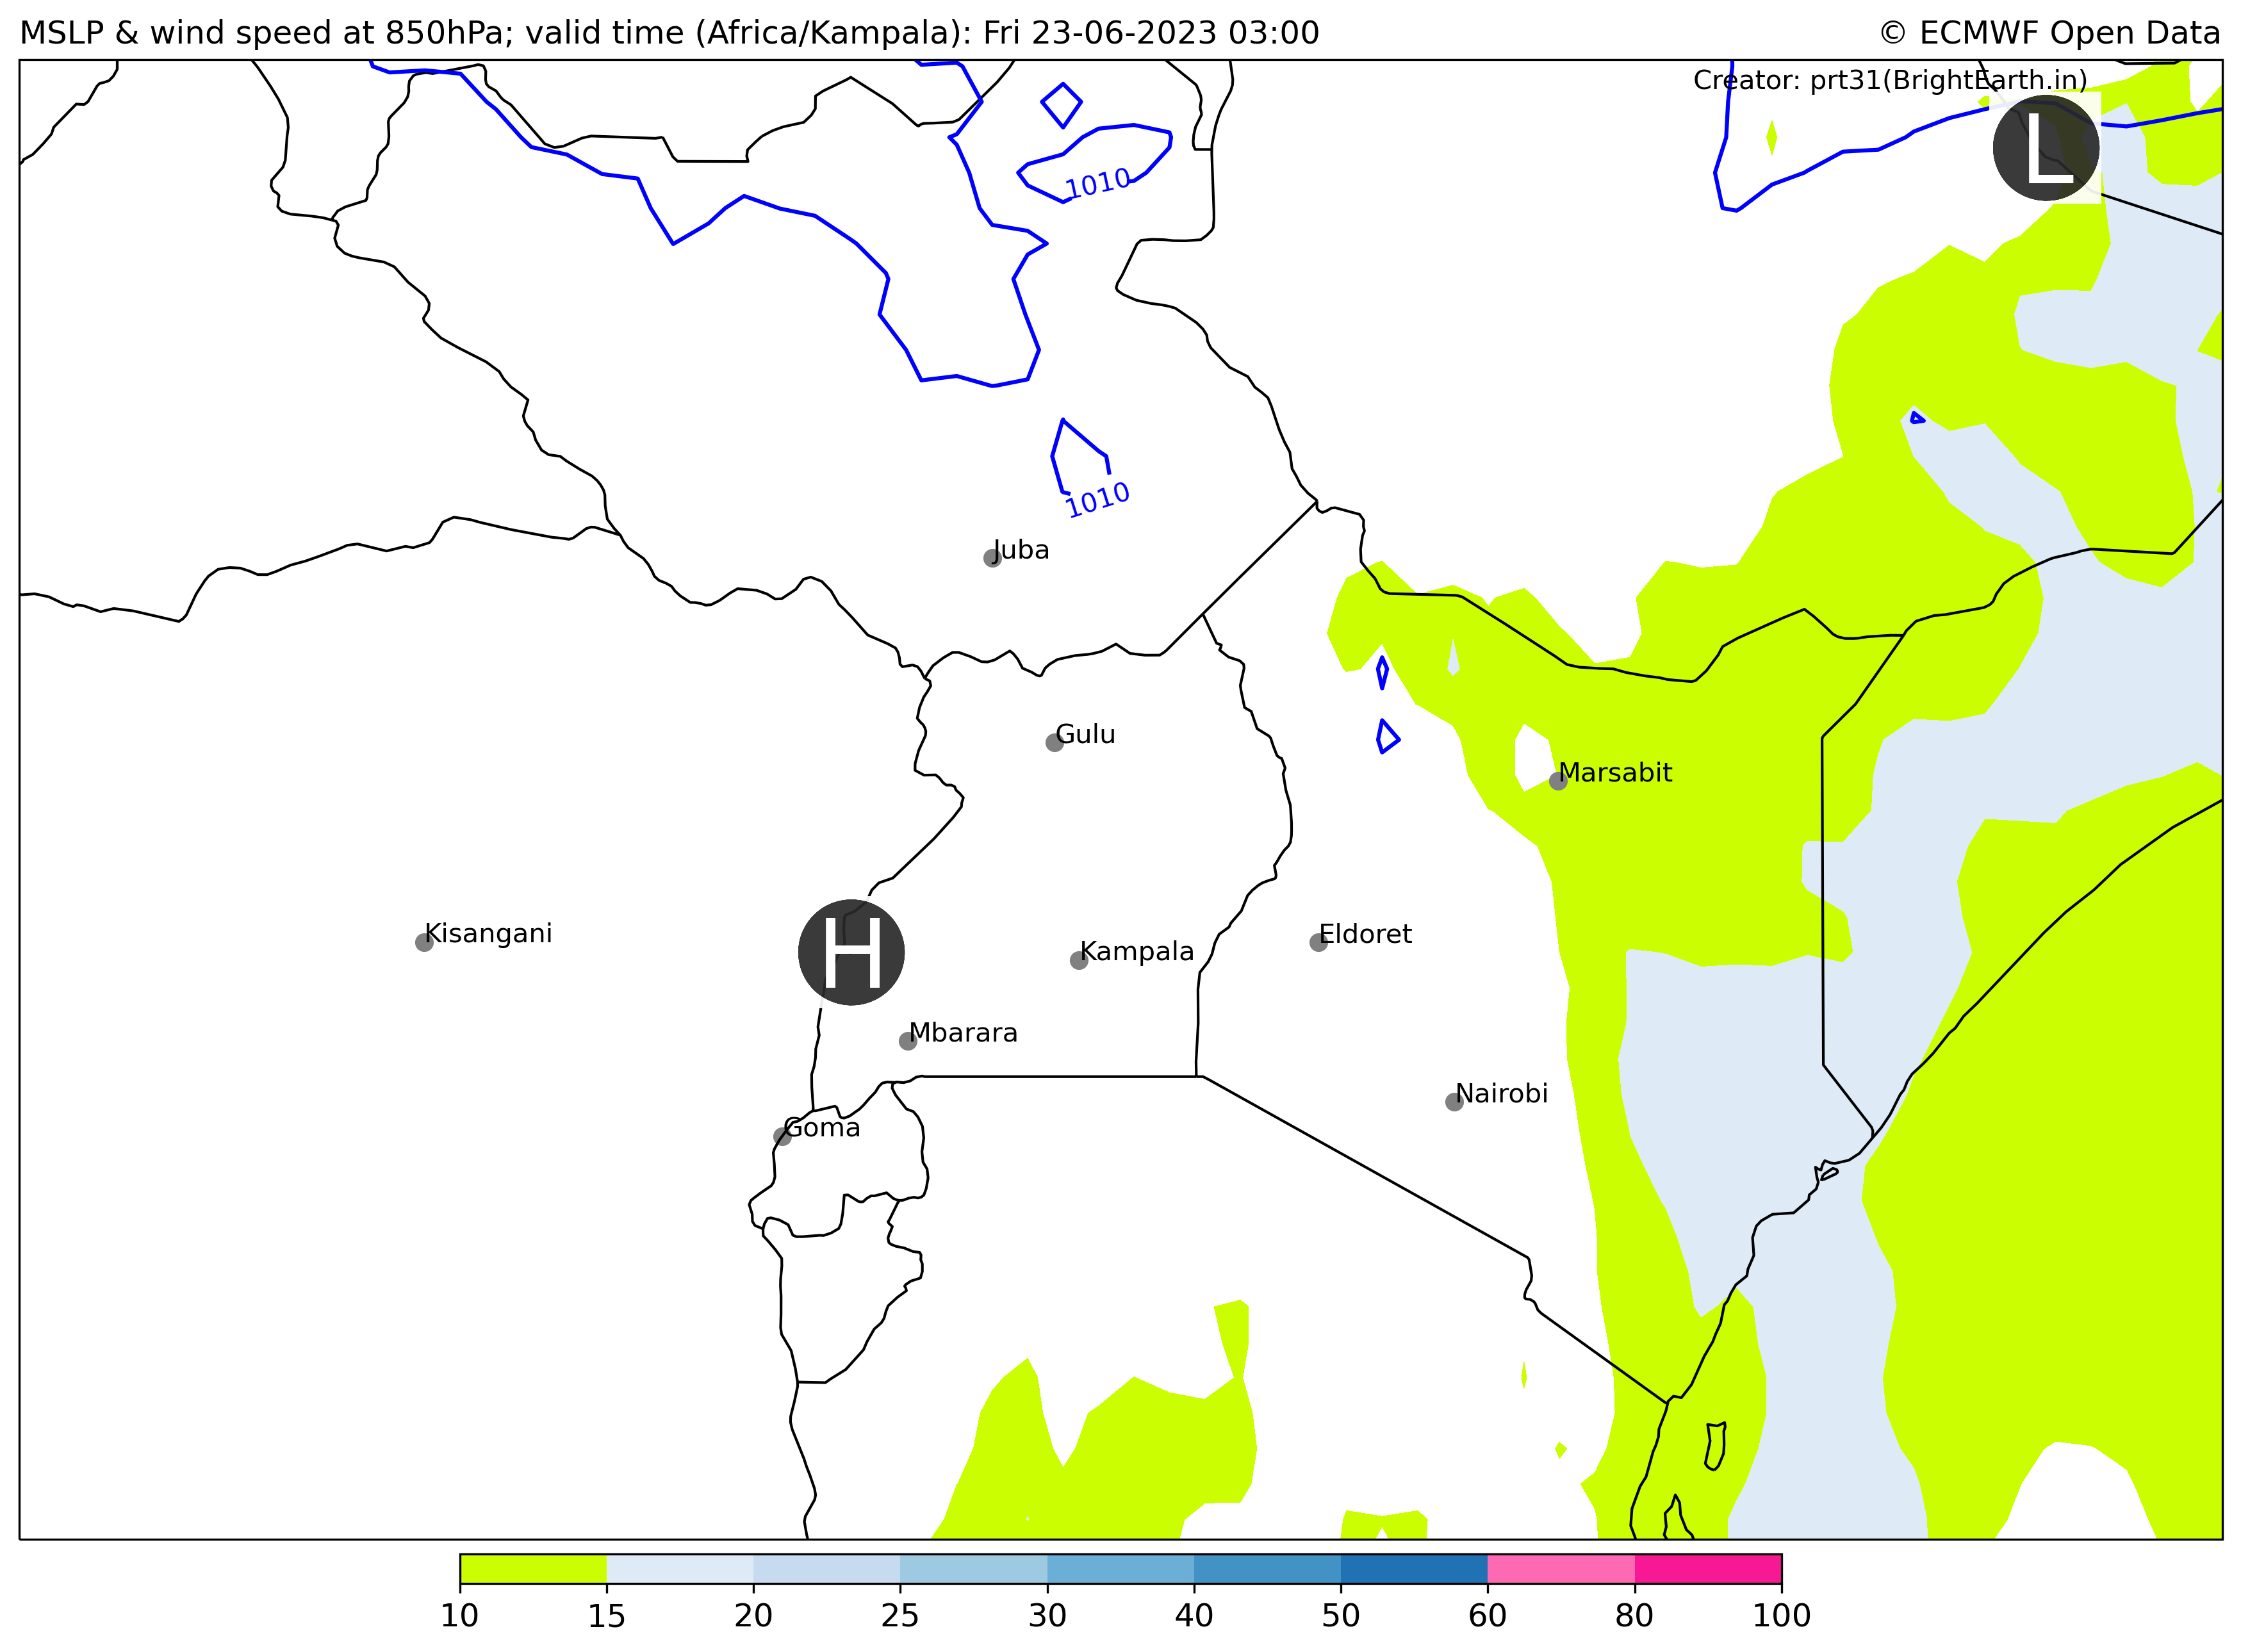 MSLP & wind speed at 850hPa; valid time (Africa/Kampala): Fri 23-06-2023 03:00
© ECMWF Open Data
Creator: prt31(BrightEarth.in)
L
1010
1010
Juba
Gulu
Marsabit
Kisangani
H
Kampala
Eldoret
Mbarara
Nairobi
Goma
10 15 20 25 30 40 50 60 80 100